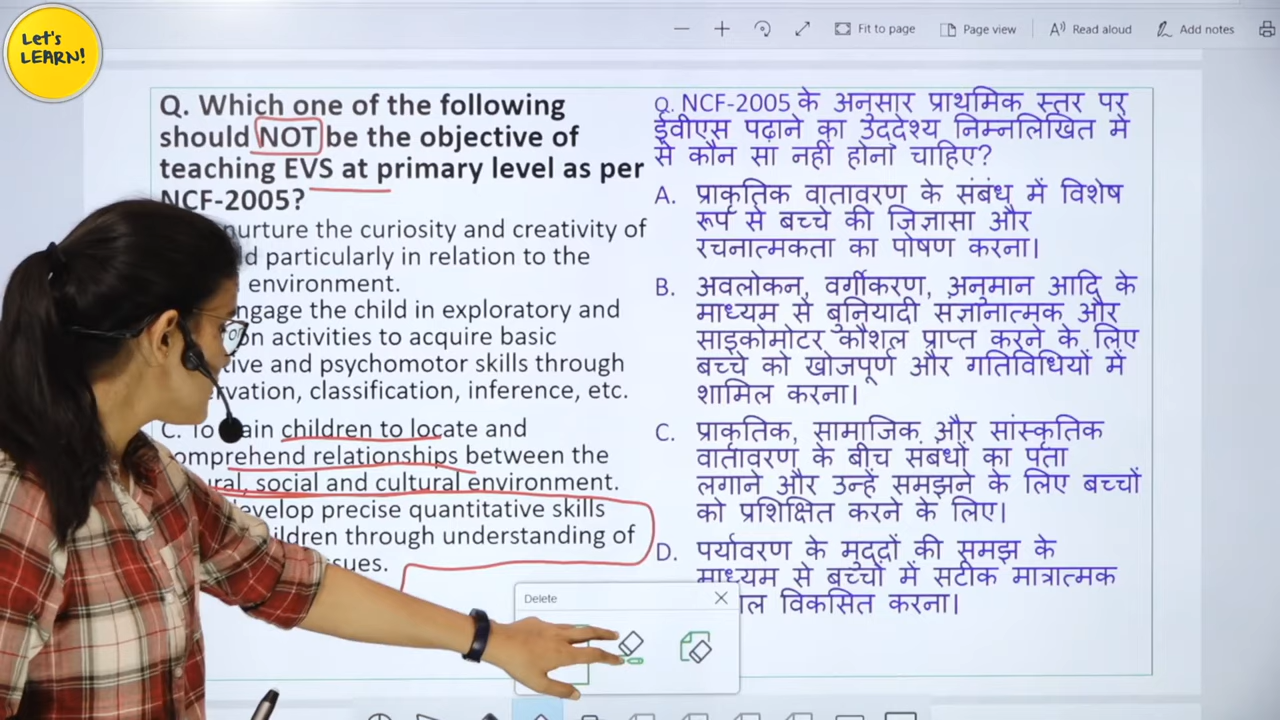 Let's
LEARN!
Fit to page
Page view
Read aloud
Add notes
Q. Which one of the following
should NOT be the objective of
teaching EVS at primary level as per
NCF-2005?
nurture the curiosity and creativity of
particularly in relation to the
environment.
child in exploratory and
activities to acquire basic
and psychomotor skills through
classification, inference, etc.
C. To children to locate and
relationships between the
social and cultural environment.
precise quantitative skills
through understanding of
Q. NCF-2005 के अनुसार प्राथमिक स्तर पर
ईवीएस पढ़ाने का उद्देश्य निम्नलिखित में
से कौन सा नहीं होना चाहिए?
A. प्राकृतिक वातावरण के संबंध में विशेष
रूप से बच्चे की जिज्ञासा और
रचनात्मकता का पोषण करना।
B. अवलोकन, वर्गीकरण, अनुमान आदि के
माध्यम से बुनियादी संज्ञानात्मक और
साइकोमोटर कौशल प्राप्त करने के लिए
बच्चे को खोजपूर्ण और गतिविधियों में
शामिल करना।
C. प्राकृतिक, सामाजिक और सांस्कृतिक
वातावरण के बीच संबंधों का पता
लगाने और उन्हें समझने के लिए बच्चों
को प्रशिक्षित करने के लिए।
D. पर्यावरण के मुद्दों की समझ के
माध्यम से बच्चों में सटीक मात्रात्मक
विकसित करना।
Delete